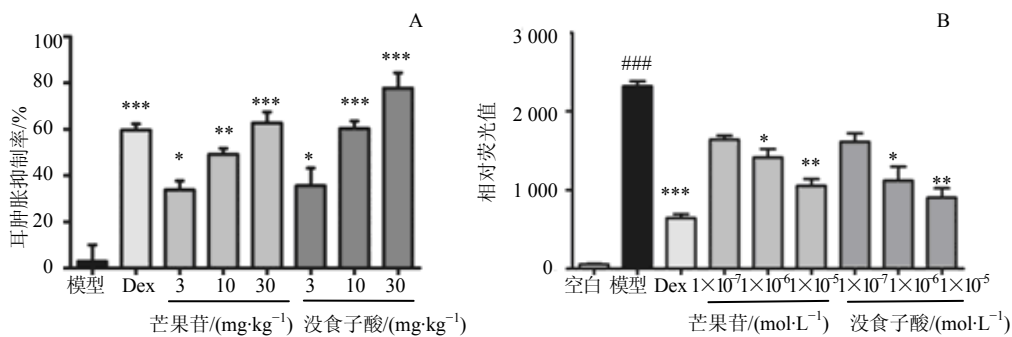 A
100
80
60
40
20
0
耳肿胀抑制率/%
***
*
**
***
*
***
***
模型 Dex 3 10 30 3 10 30
芒果苷/(mg·kg⁻¹) 没食子酸/(mg·kg⁻¹)
B
3 000
2 000
1 000
0
相对荧光值
###
***
*
**
*
**
空白 模型 Dex 1×10⁻⁷ 1×10⁻⁶ 1×10⁻⁵ 1×10⁻⁷ 1×10⁻⁶ 1×10⁻⁵
芒果苷/(mol·L⁻¹) 没食子酸/(mol·L⁻¹)